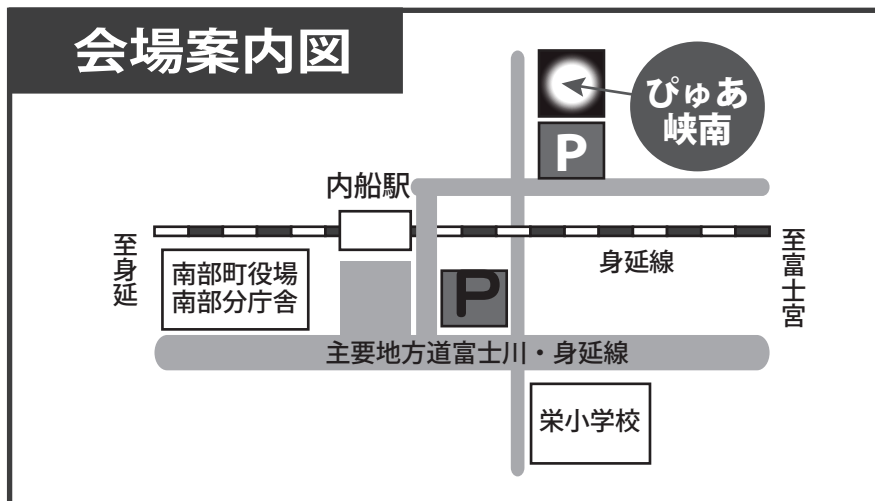 会場案内図
ぴゅあ
峡南
P
内船駅
至身延
身延線
至富士宮
南部町役場
南部分庁舎
P
主要地方道富士川・身延線
栄小学校